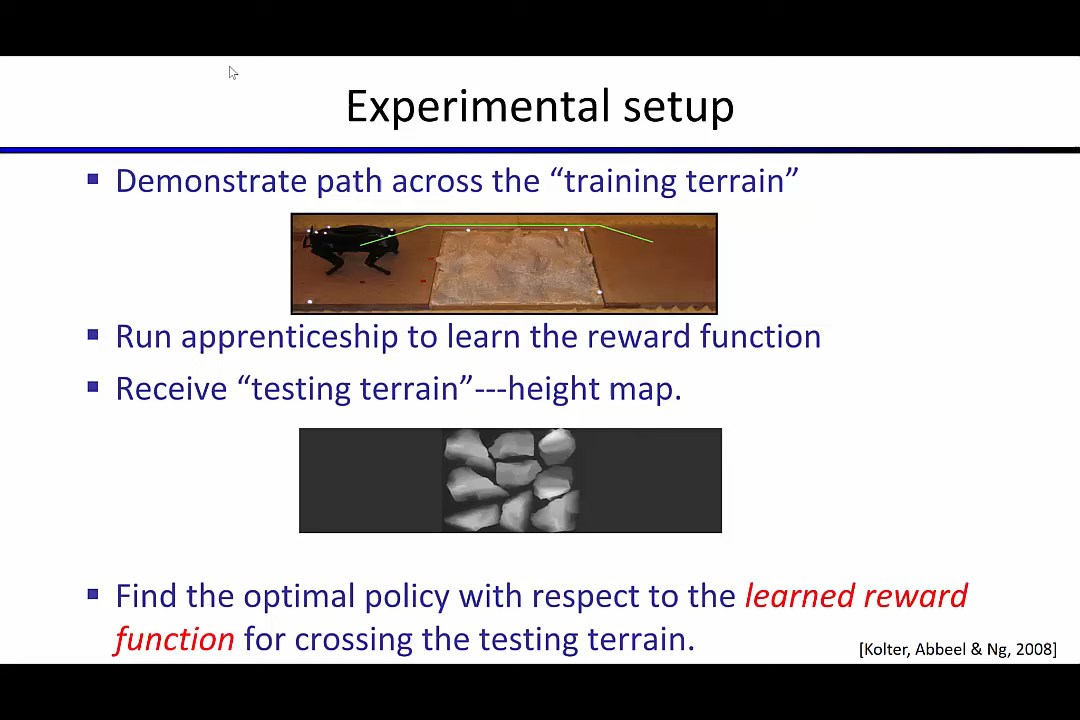 Experimental setup
▪ Demonstrate path across the “training terrain”
▪ Run apprenticeship to learn the reward function
▪ Receive “testing terrain”---height map.
▪ Find the optimal policy with respect to the learned reward
function for crossing the testing terrain.
[Kolter, Abbeel & Ng, 2008]